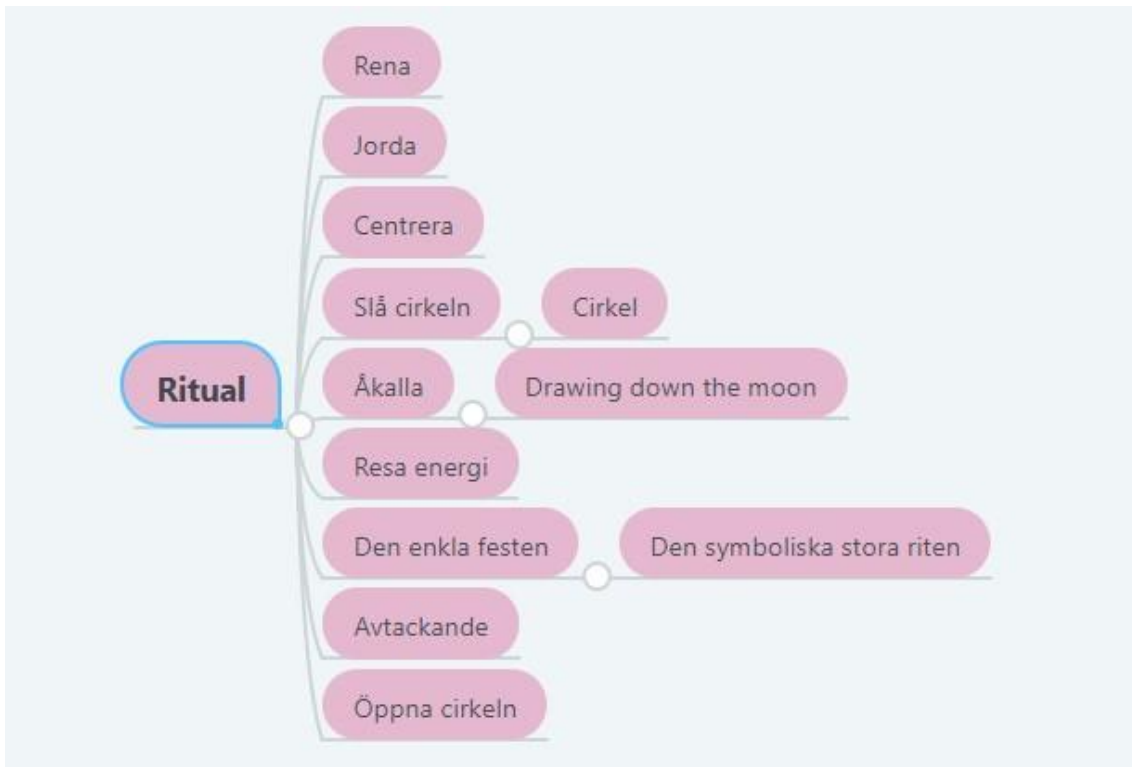 Rena
Jorda
Centrera
Slå cirkeln
Cirkel
Ritual
Åkalla
Drawing down the moon
Resa energi
Den enkla festen
Den symboliska stora riten
Avtackande
Öppna cirkeln